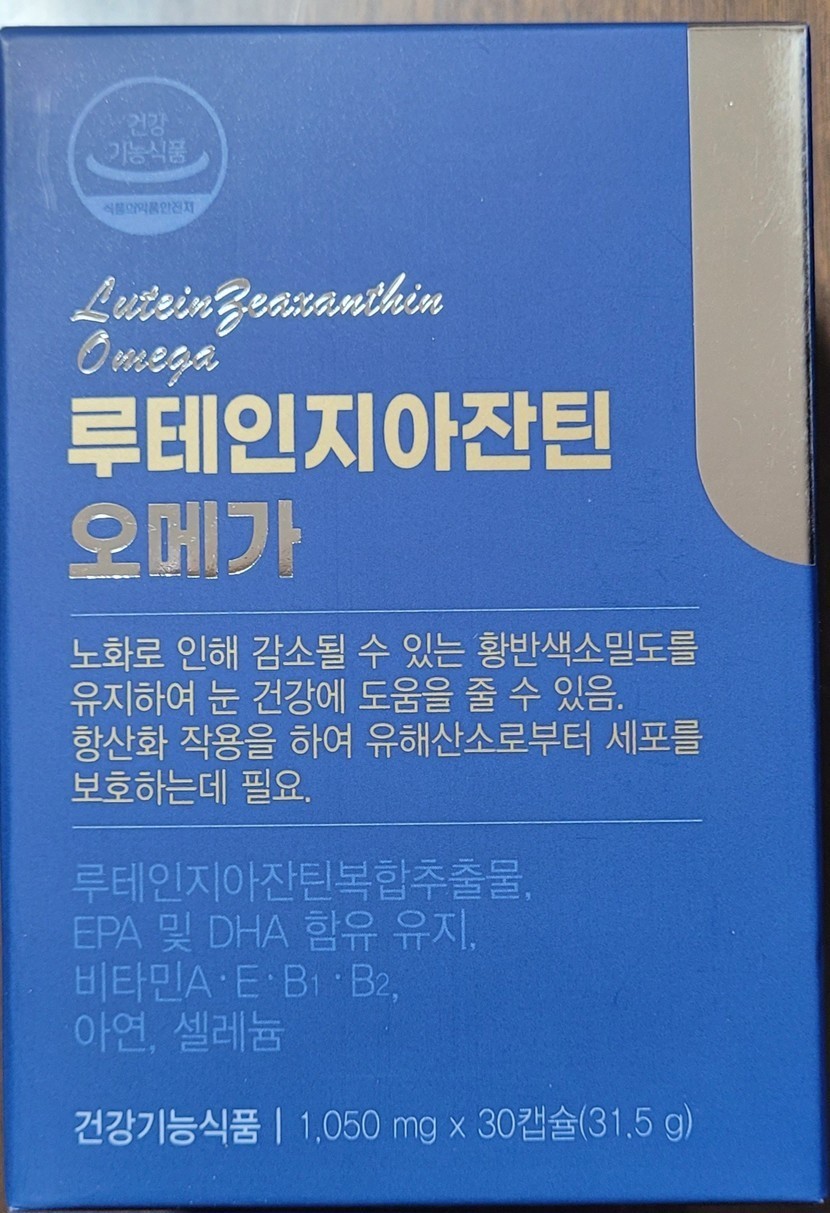 건강
기능식품
식품의약품안전처
Lutein Zeaxanthin
Omega
루테인지아잔틴
오메가
노화로 인해 감소될 수 있는 황반색소밀도를
유지하여 눈 건강에 도움을 줄 수 있음.
항산화 작용을 하여 유해산소로부터 세포를
보호하는데 필요.
루테인지아잔틴복합추출물,
EPA 및 DHA 함유 유지,
비타민A·E·B1·B2,
아연, 셀레늄
건강기능식품 | 1,050 mg x 30캡슐(31.5 g)